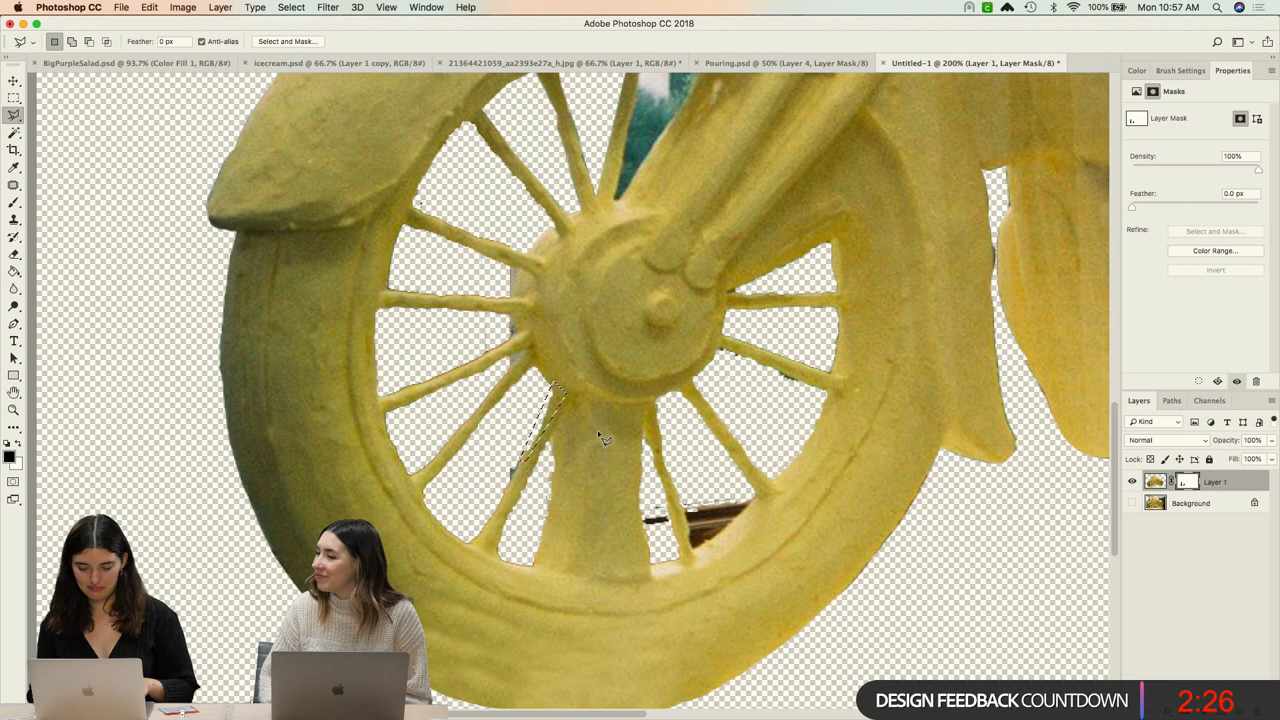 Photoshop CC File Edit Image Layer Type Select Filter 3D View Window Help 100% Mon 10:57 AM
Adobe Photoshop CC 2018
Feather: 0 px Anti-alias Select and Mask...
BigPurpleSalad.psd @ 93.7% (Color Fill 1, RGB/8#) icecream.psd @ 66.7% (Layer 1 copy, RGB/8#) 21364421059_aa2393e27a_h.jpg @ 66.7% (Layer 1, RGB/8#) * Pouring.psd @ 50% (Layer 4, Layer Mask/8) Untitled-1 @ 200% (Layer 1, Layer Mask/8) *
Color Brush Settings Properties
Masks
Layer Mask
Density: 100%
Feather: 0.0 px
Refine: Select and Mask...
Color Range...
Invert
Layers Paths Channels
Kind
Normal Opacity: 100%
Lock: Fill: 100%
Layer 1
Background
DESIGN FEEDBACK COUNTDOWN 2:26